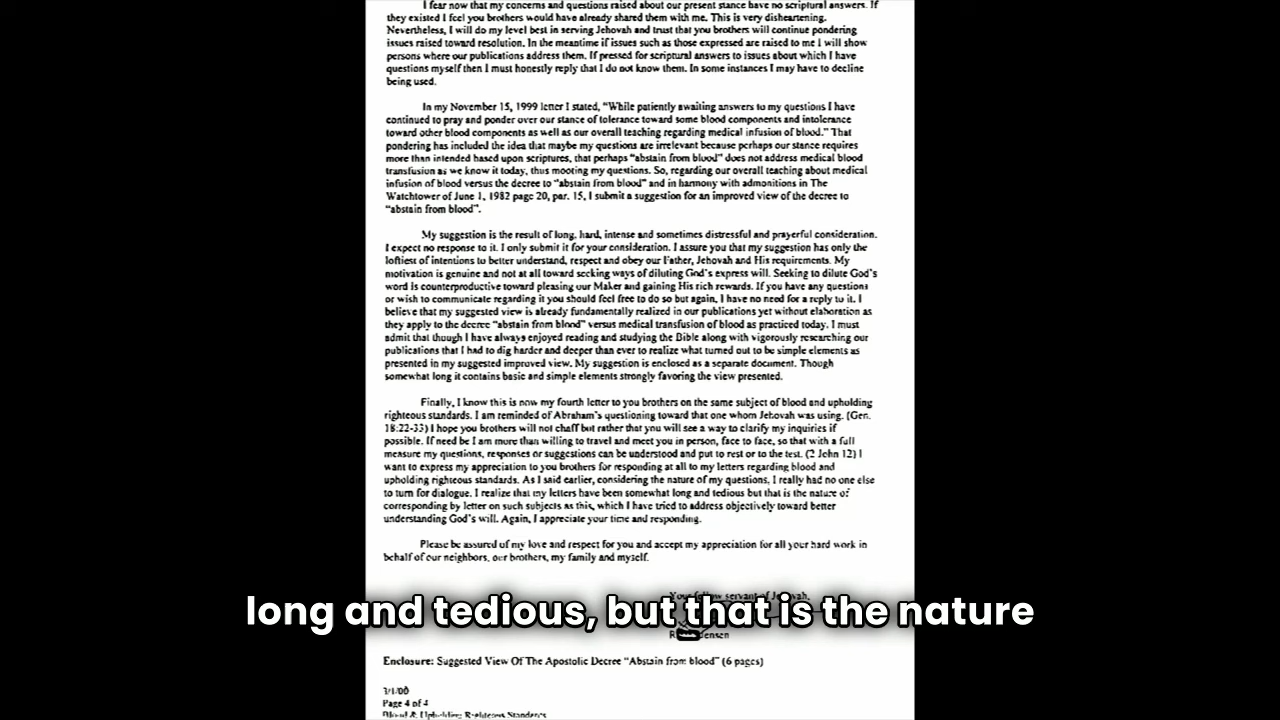 I fear now that my concerns and questions raised about our present stance have no scriptural answers. If
they existed I feel you brothers would have already shared them with me. This is very disheartening.
Nevertheless, I will do my level best in serving Jehovah and trust that you brothers will continue pondering
issues raised toward resolution. In the meantime if issues such as those expressed are raised to me I will show
persons where our publications address them. If pressed for scriptural answers to issues about which I have
questions myself then I must honestly reply that I do not know them. In some instances I may have to decline
being used.
In my November 15, 1999 letter I stated, "While patiently awaiting answers to my questions I have
continued to pray and ponder over our stance of tolerance toward some blood components and intolerance
toward other blood components as well as our overall teaching regarding medical infusion of blood." That
pondering has included the idea that maybe my questions are irrelevant because perhaps our stance requires
more than intended based upon scriptures, that perhaps "abstain from blood" does not address medical blood
transfusion as we know it today, thus mooting my questions. So, regarding our overall teaching about medical
infusion of blood versus the decree to "abstain from blood" and in harmony with admonitions in The
Watchtower of June 1, 1982 page 20, par. 15, I submit a suggestion for an improved view of the decree to
"abstain from blood".
My suggestion is the result of long, hard, intense and sometimes distressful and prayerful consideration.
I expect no response to it. I only submit it for your consideration. I assure you that my suggestion has only the
loftiest of intentions to better understand, respect and obey our Father, Jehovah and His requirements. My
motivation is genuine and not at all toward seeking ways of diluting God's express will. Seeking to dilute God's
word is counterproductive toward pleasing our Maker and gaining His rich rewards. If you have any questions
or wish to communicate regarding it you should feel free to do so but again, I have no need for a reply to it. I
believe that my suggested view is already fundamentally realized in our publications yet without elaboration as
they apply to the decree "abstain from blood" versus medical transfusion of blood as practiced today. I must
admit that though I have always enjoyed reading and studying the Bible along with vigorously researching our
publications that I had to dig harder and deeper than ever to realize what turned out to be simple elements as
presented in my suggested improved view. My suggestion is enclosed as a separate document. Though
somewhat long it contains basic and simple elements strongly favoring the view presented.
Finally, I know this is now my fourth letter to you brothers on the same subject of blood and upholding
righteous standards. I am reminded of Abraham's questioning toward that one whom Jehovah was using. (Gen.
18:22-33) I hope you brothers will not chaff but rather that you will see a way to clarify my inquiries if
possible. If need be I am more than willing to travel and meet you in person, face to face, so that with a full
measure my questions, responses or suggestions can be understood and put to rest or to the test. (2 John 12) I
want to express my appreciation to you brothers for responding at all to my letters regarding blood and
upholding righteous standards. As I said earlier, considering the nature of my questions, I really had no one else
to turn for dialogue. I realize that my letters have been somewhat long and tedious but that is the nature of
corresponding by letter on such subjects as this, which I have tried to address objectively toward better
understanding God's will. Again, I appreciate your time and responding.
Please be assured of my love and respect for you and accept my appreciation for all your hard work in
behalf of our neighbors, our brothers, my family and myself.
Your fellow servant of Jehovah,
long and tedious, but that is the nature
Enclosure: Suggested View Of The Apostolic Decree "Abstain from blood" (6 pages)
3/1/00
Page 4 of 4
Blood & Upholding Righteous Standards